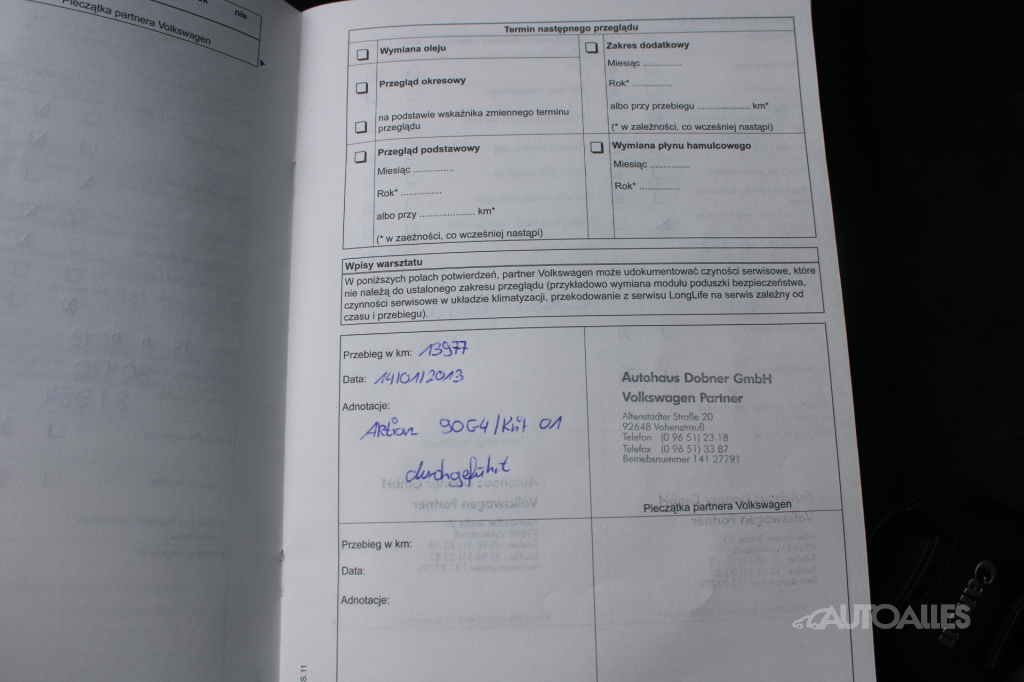 nie
Pieczątka partnera Volkswagen
Termin następnego przeglądu
Wymiana oleju
Przegląd okresowy
na podstawie wskaźnika zmiennego terminu
przeglądu
Przegląd podstawowy
Miesiąc ..............
Rok* ..............
albo przy .................... km*
(* w zaeżności, co wcześniej nastąpi)
Zakres dodatkowy
Miesiąc ..............
Rok* ..............
albo przy przebiegu .................... km*
(* w zależności, co wcześniej nastąpi)
Wymiana płynu hamulcowego
Miesiąc ..............
Rok* ..............
Wpisy warsztatu
W poniższych polach potwierdzeń, partner Volkswagen może udokumentować czyności serwisowe, które
nie należą do ustalonego zakresu przeglądu (przykładowo wymiana modułu poduszki bezpieczeństwa,
czynności serwisowe w układzie klimatyzacji, przekodowanie z serwisu LongLife na serwis zależny od
czasu i przebiegu).
Przebieg w km: 13977
Data: 14/01/2013
Adnotacje:
Aktion 90G4/Krit 01
durchgeführt
Autohaus Dobner GmbH
Volkswagen Partner
Altenstadter Straße 20
92648 Vohenstrauß
Telefon (0 96 51) 23 18
Telefax (0 96 51) 33 87
Betriebsnummer 141 27791
Pieczątka partnera Volkswagen
Przebieg w km:
Data:
Adnotacje:
S.11
AUTOALLES